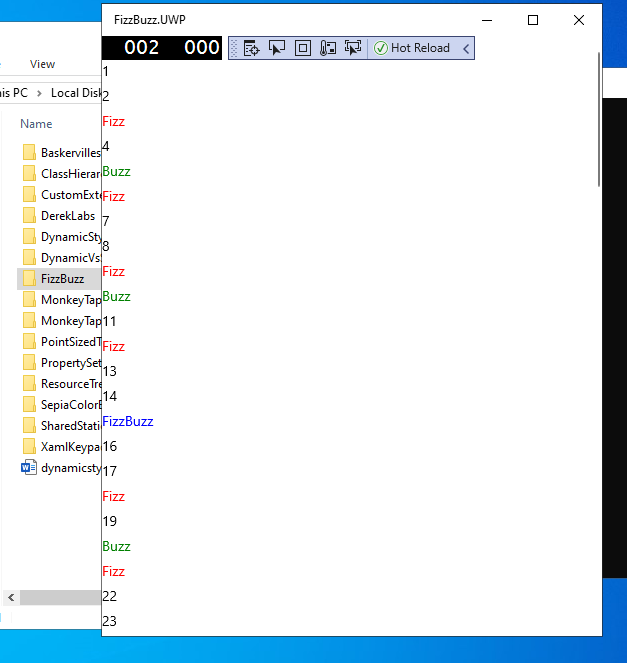 FizzBuzz.UWP
002 000
Hot Reload
View
his PC > Local Disk
Name
Baskervilles
ClassHierar
CustomExte
DerekLabs
DynamicSty
DynamicVsS
FizzBuzz
MonkeyTap
MonkeyTap
PointSizedT
PropertySet
ResourceTre
SepiaColorE
SharedStati
XamlKeypa
dynamicsty
1
2
Fizz
4
Buzz
Fizz
7
8
Fizz
Buzz
11
Fizz
13
14
FizzBuzz
16
17
Fizz
19
Buzz
Fizz
22
23